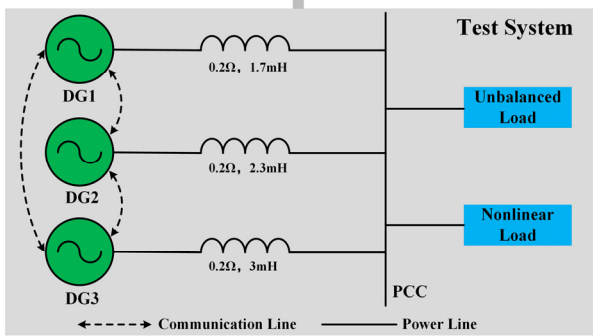 Test System
0.2Ω, 1.7mH
DG1
Unbalanced
Load
0.2Ω, 2.3mH
DG2
Nonlinear
Load
0.2Ω, 3mH
DG3
PCC
Communication Line
Power Line